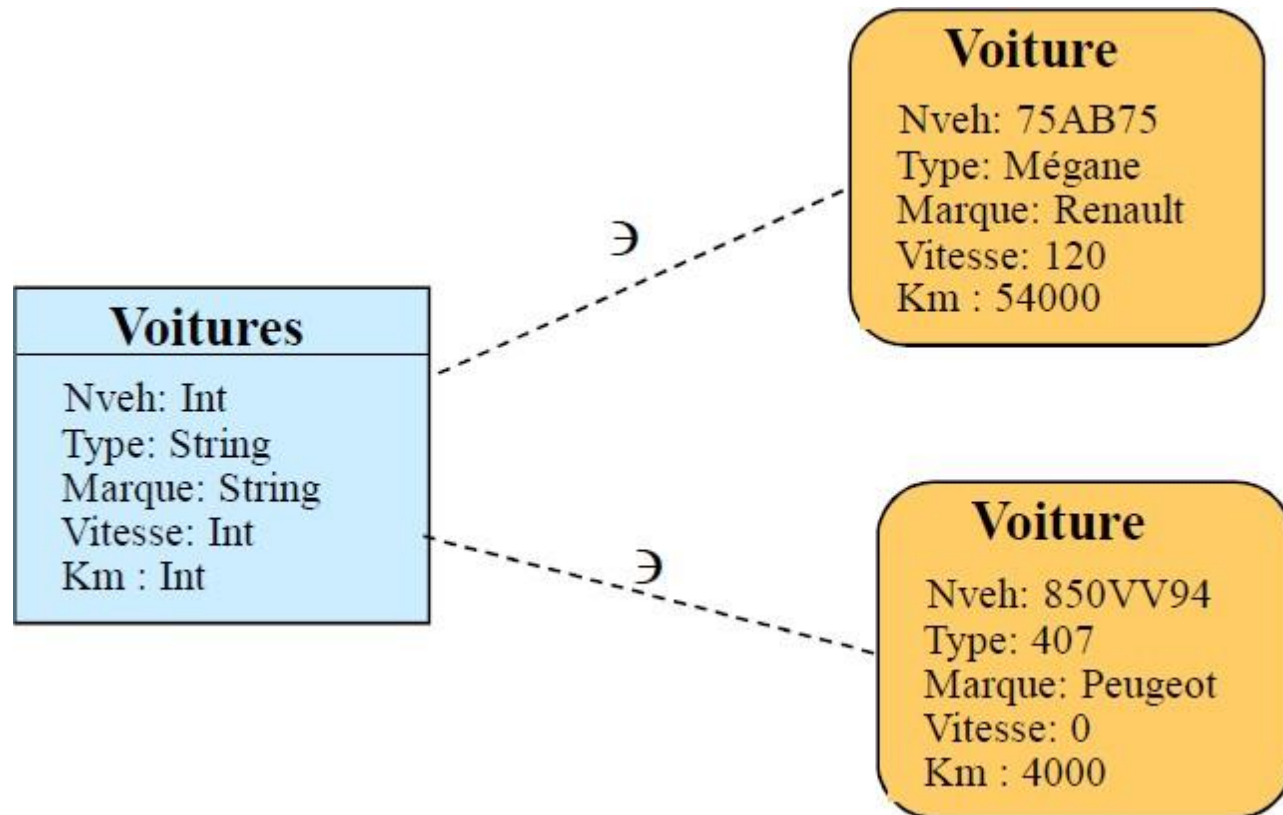 Voitures
Nveh: Int
Type: String
Marque: String
Vitesse: Int
Km : Int
∋
∋
Voiture
Nveh: 75AB75
Type: Mégane
Marque: Renault
Vitesse: 120
Km : 54000
Voiture
Nveh: 850VV94
Type: 407
Marque: Peugeot
Vitesse: 0
Km : 4000